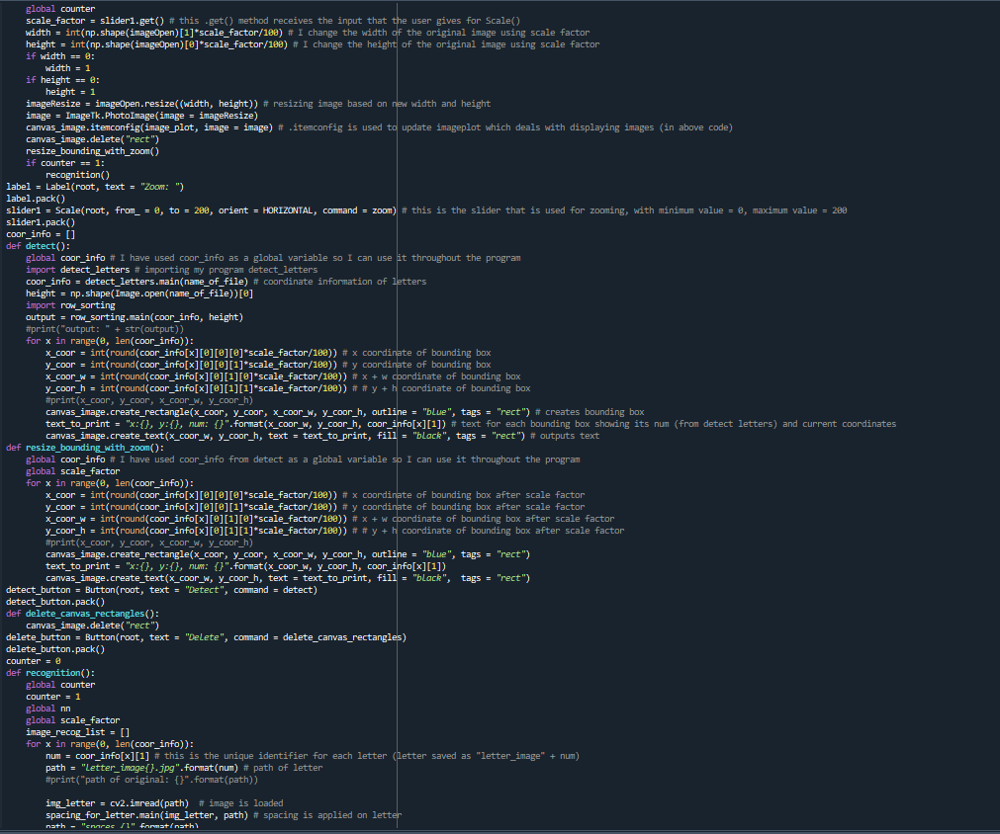 global counter
    scale_factor = slider1.get() # this .get() method receives the input that the user gives for Scale()
    width = int(np.shape(imageOpen)[1]*scale_factor/100) # I change the width of the original image using scale factor
    height = int(np.shape(imageOpen)[0]*scale_factor/100) # I change the height of the original image using scale factor
    if width == 0:
        width = 1
    if height == 0:
        height = 1
    imageResize = imageOpen.resize((width, height)) # resizing image based on new width and height
    image = ImageTk.PhotoImage(image = imageResize)
    canvas_image.itemconfig(image_plot, image = image) # .itemconfig is used to update imageplot which deals with displaying images (in above code)
    canvas_image.delete("rect")
    resize_bounding_with_zoom()
    if counter == 1:
        recognition()
label = Label(root, text = "Zoom: ")
label.pack()
slider1 = Scale(root, from_ = 0, to = 200, orient = HORIZONTAL, command = zoom) # this is the slider that is used for zooming, with minimum value = 0, maximum value = 200
slider1.pack()
coor_info = []
def detect():
    global coor_info # I have used coor_info as a global variable so I can use it throughout the program
    import detect_letters # importing my program detect_letters
    coor_info = detect_letters.main(name_of_file) # coordinate information of letters
    height = np.shape(Image.open(name_of_file))[0]
    import row_sorting
    output = row_sorting.main(coor_info, height)
    #print("output: " + str(output))
    for x in range(0, len(coor_info)):
        x_coor = int(round(coor_info[x][0][0][0]*scale_factor/100)) # x coordinate of bounding box
        y_coor = int(round(coor_info[x][0][0][1]*scale_factor/100)) # y coordinate of bounding box
        x_coor_w = int(round(coor_info[x][0][1][0]*scale_factor/100)) # x + w coordinate of bounding box
        y_coor_h = int(round(coor_info[x][0][1][1]*scale_factor/100)) # # y + h coordinate of bounding box
        #print(x_coor, y_coor, x_coor_w, y_coor_h)
        canvas_image.create_rectangle(x_coor, y_coor, x_coor_w, y_coor_h, outline = "blue", tags = "rect") # creates bounding box
        text_to_print = "x:{}, y:{}, num: {}".format(x_coor_w, y_coor_h, coor_info[x][1]) # text for each bounding box showing its num (from detect letters) and current coordinates
        canvas_image.create_text(x_coor_w, y_coor_h, text = text_to_print, fill = "black", tags = "rect") # outputs text
def resize_bounding_with_zoom():
    global coor_info # I have used coor_info from detect as a global variable so I can use it throughout the program
    global scale_factor
    for x in range(0, len(coor_info)):
        x_coor = int(round(coor_info[x][0][0][0]*scale_factor/100)) # x coordinate of bounding box after scale factor
        y_coor = int(round(coor_info[x][0][0][1]*scale_factor/100)) # y coordinate of bounding box after scale factor
        x_coor_w = int(round(coor_info[x][0][1][0]*scale_factor/100)) # x + w coordinate of bounding box after scale factor
        y_coor_h = int(round(coor_info[x][0][1][1]*scale_factor/100)) # # y + h coordinate of bounding box after scale factor
        #print(x_coor, y_coor, x_coor_w, y_coor_h)
        canvas_image.create_rectangle(x_coor, y_coor, x_coor_w, y_coor_h, outline = "blue",  tags = "rect")
        text_to_print = "x:{}, y:{}, num: {}".format(x_coor_w, y_coor_h, coor_info[x][1])
        canvas_image.create_text(x_coor_w, y_coor_h, text = text_to_print, fill = "black",  tags = "rect")
detect_button = Button(root, text = "Detect", command = detect)
detect_button.pack()
def delete_canvas_rectangles():
    canvas_image.delete("rect")
delete_button = Button(root, text = "Delete", command = delete_canvas_rectangles)
delete_button.pack()
counter = 0
def recognition():
    global counter
    counter = 1
    global nn
    global scale_factor
    image_recog_list = []
    for x in range(0, len(coor_info)):
        num = coor_info[x][1] # this is the unique identifier for each letter (letter saved as "letter_image" + num)
        path = "Letter_image{}.jpg".format(num) # path of letter
        #print("path of original: {}".format(path))

        img_letter = cv2.imread(path)  # image is loaded
        spacing_for_letter.main(img_letter, path) # spacing is applied on letter
        path = "spaces_{}".format(path)